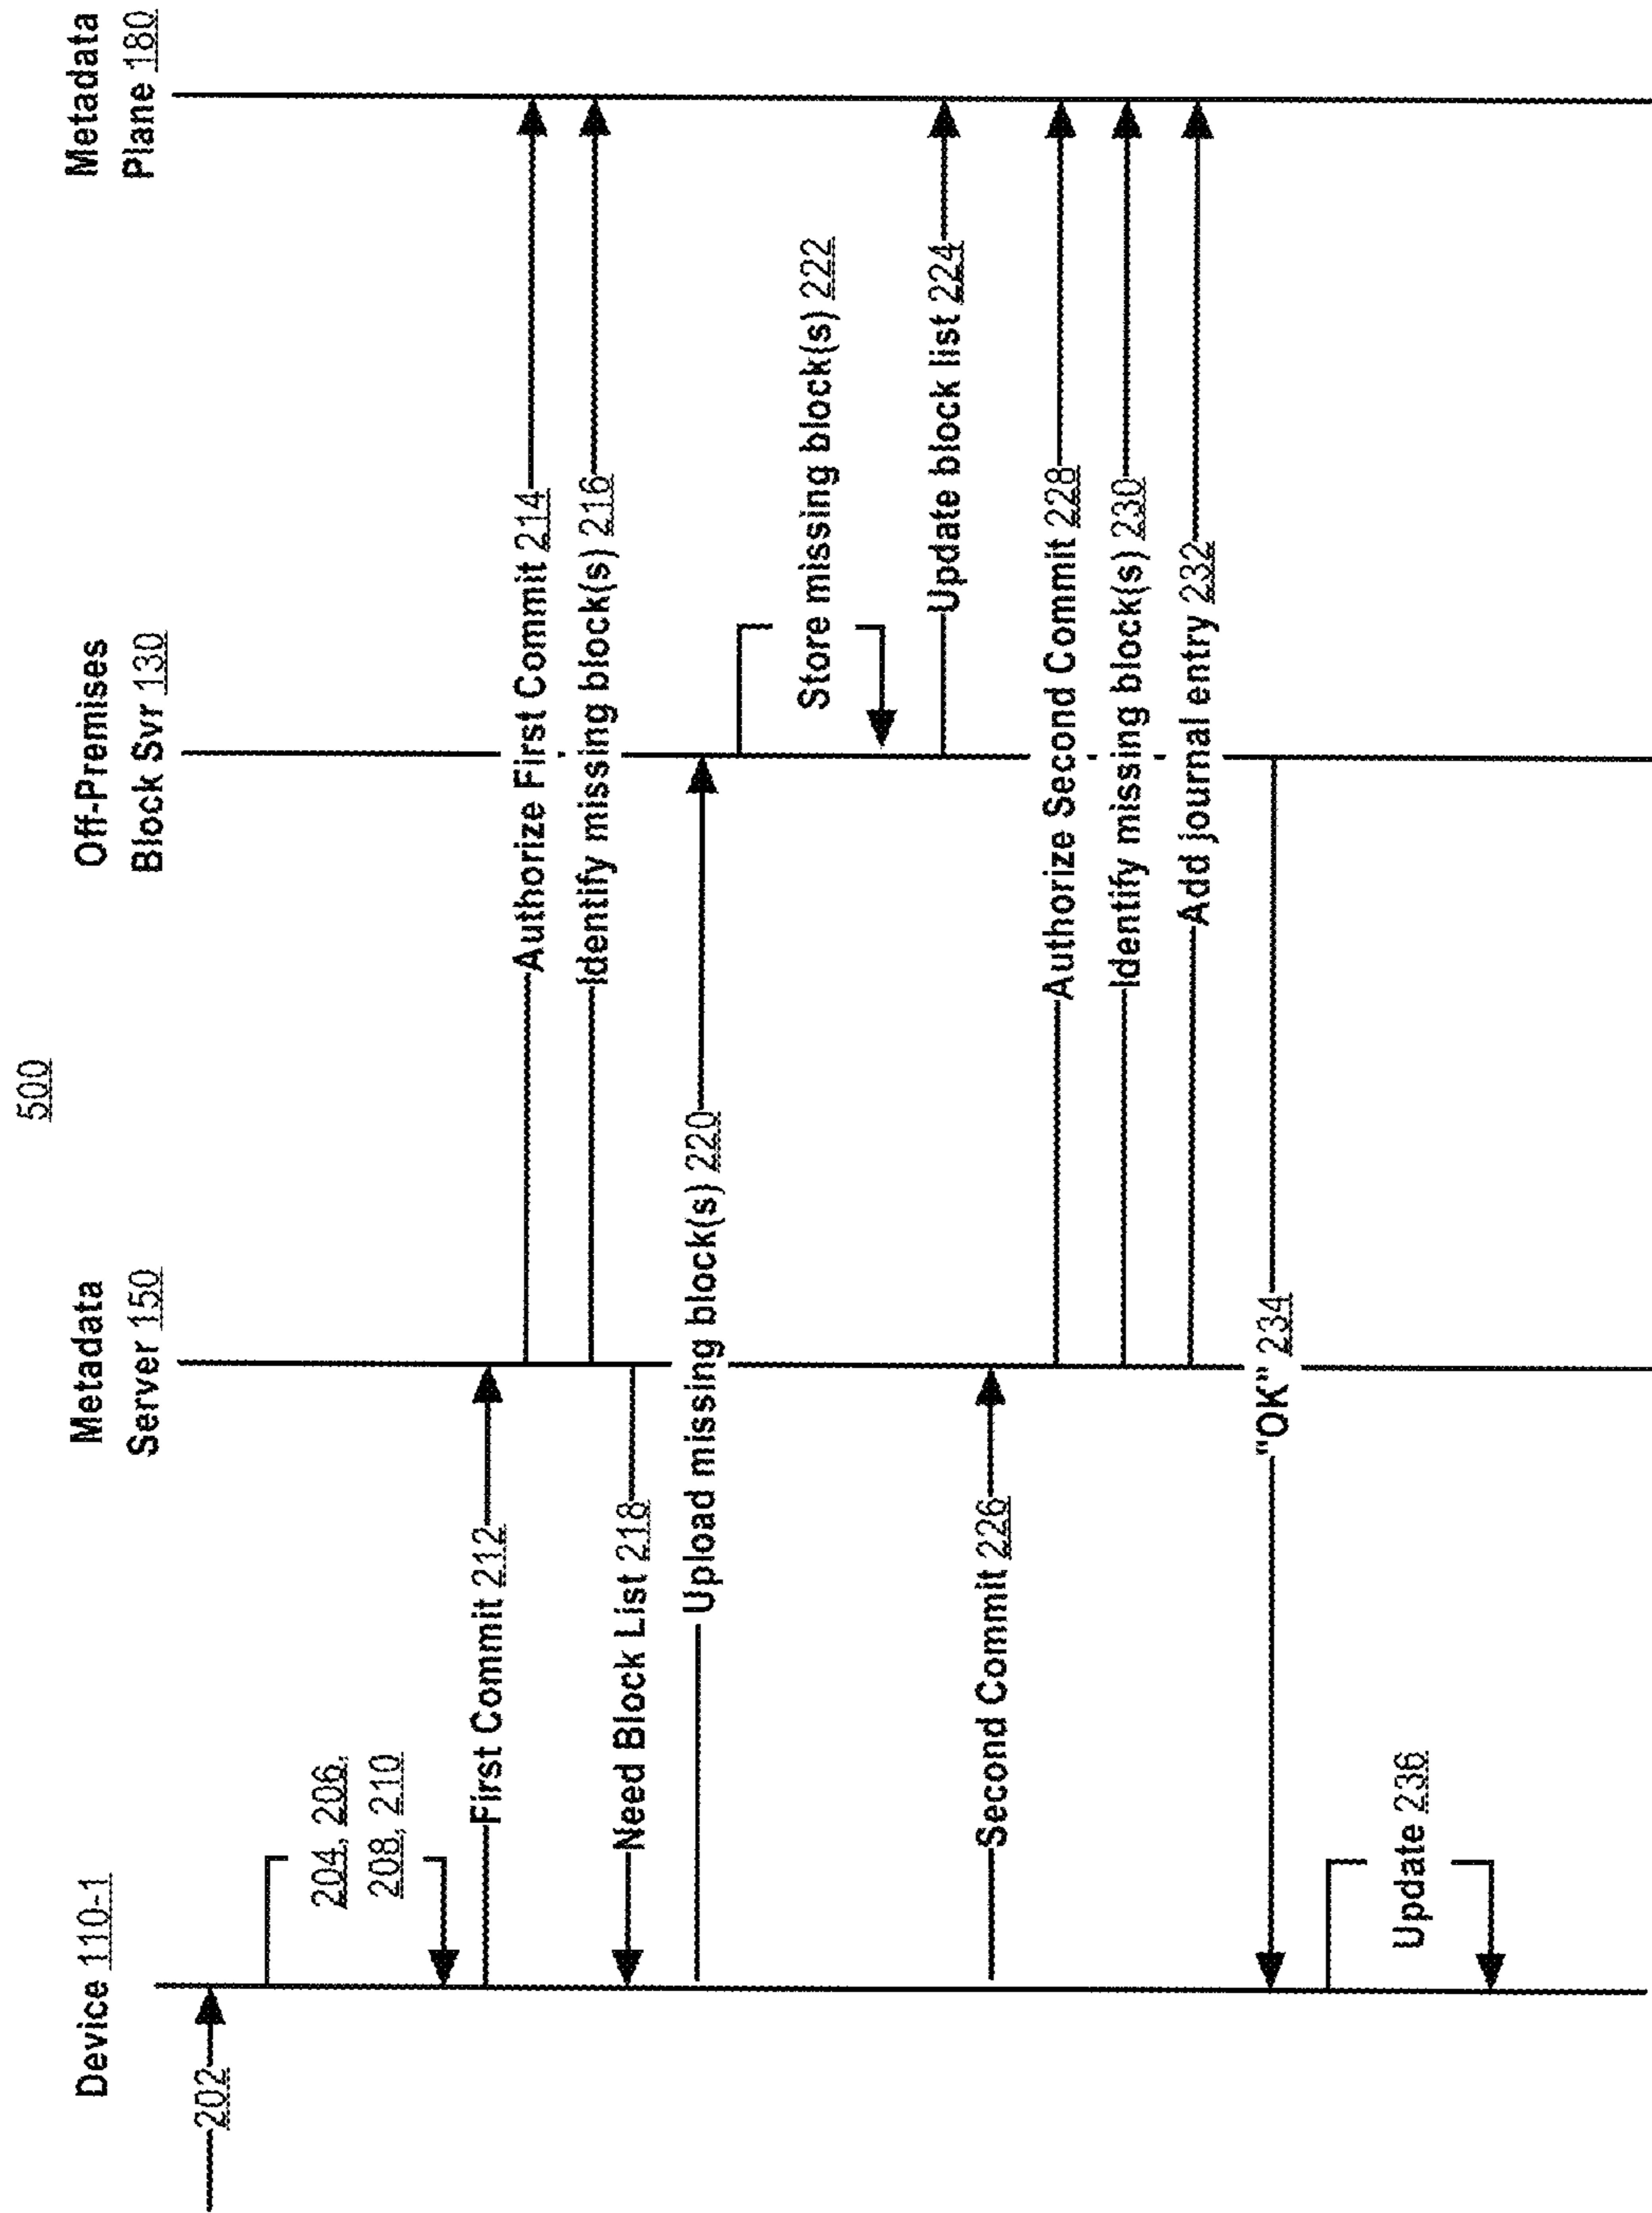 500
Device 110-1
Metadata
Server 150
Off-Premises
Block Svr 130
Metadata
Plane 180
202
204, 206,
208, 210
First Commit 212
Authorize First Commit 214
Identify missing block(s) 216
Need Block List 218
Upload missing block(s) 220
Store missing block(s) 222
Update block list 224
Second Commit 226
Authorize Second Commit 228
Identify missing block(s) 230
Add journal entry 232
"OK" 234
Update 236